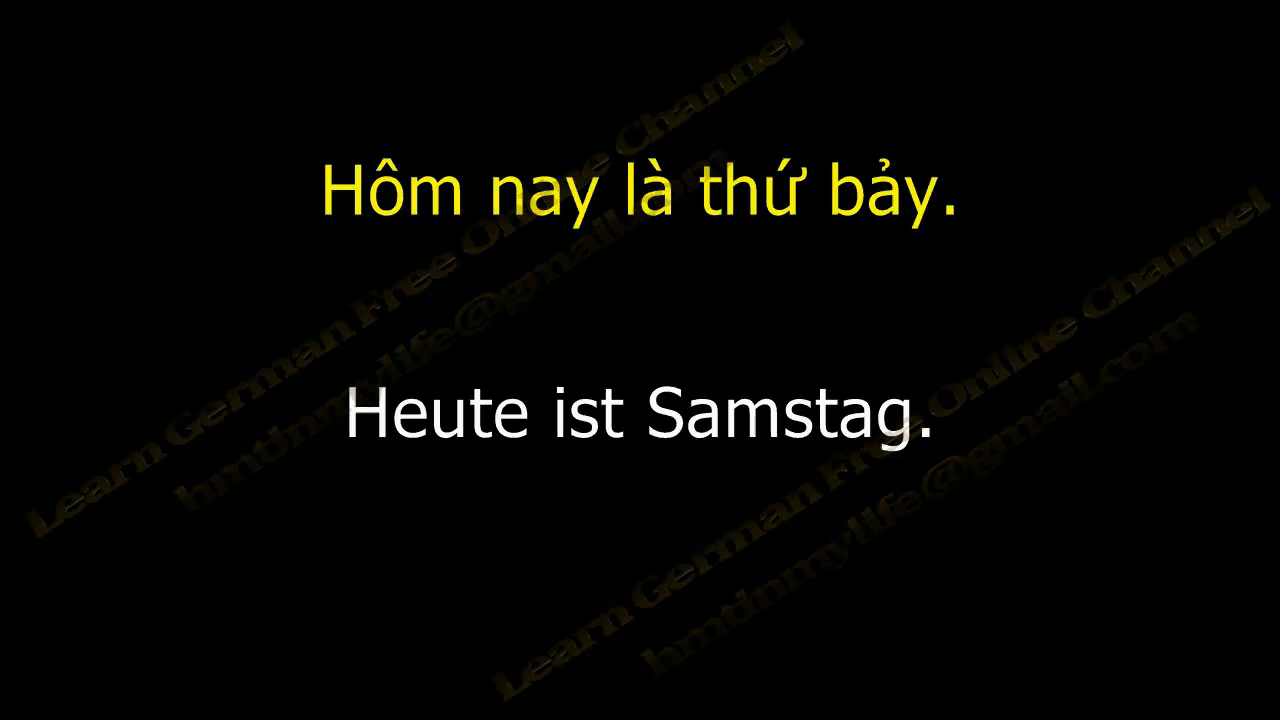 Hôm nay là thứ bảy.
Heute ist Samstag.
Learn German Free Online Channel
hmtinmylife@gmail.com
Learn German Free Online Channel
hmtinmylife@gmail.com